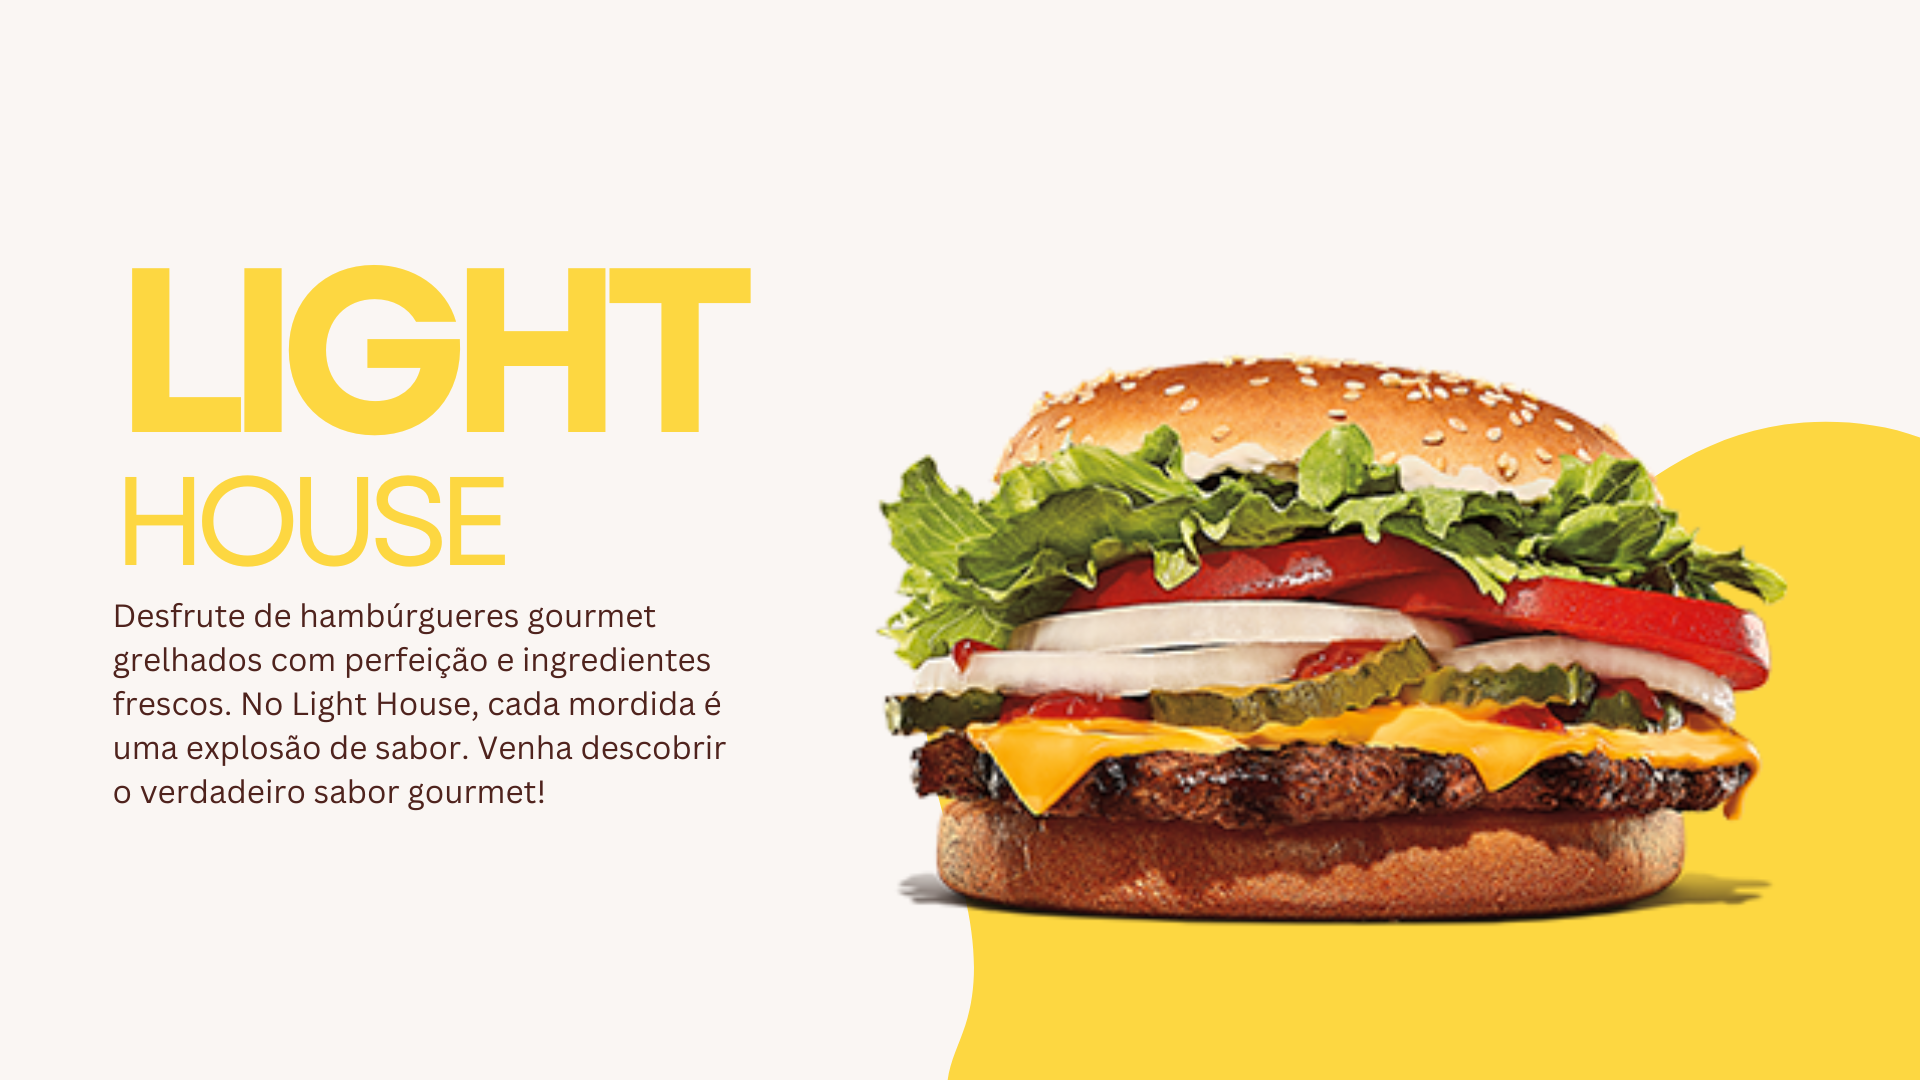 LIGHT
HOUSE
Desfrute de hambúrgueres gourmet
grelhados com perfeição e ingredientes
frescos. No Light House, cada mordida é
uma explosão de sabor. Venha descobrir
o verdadeiro sabor gourmet!